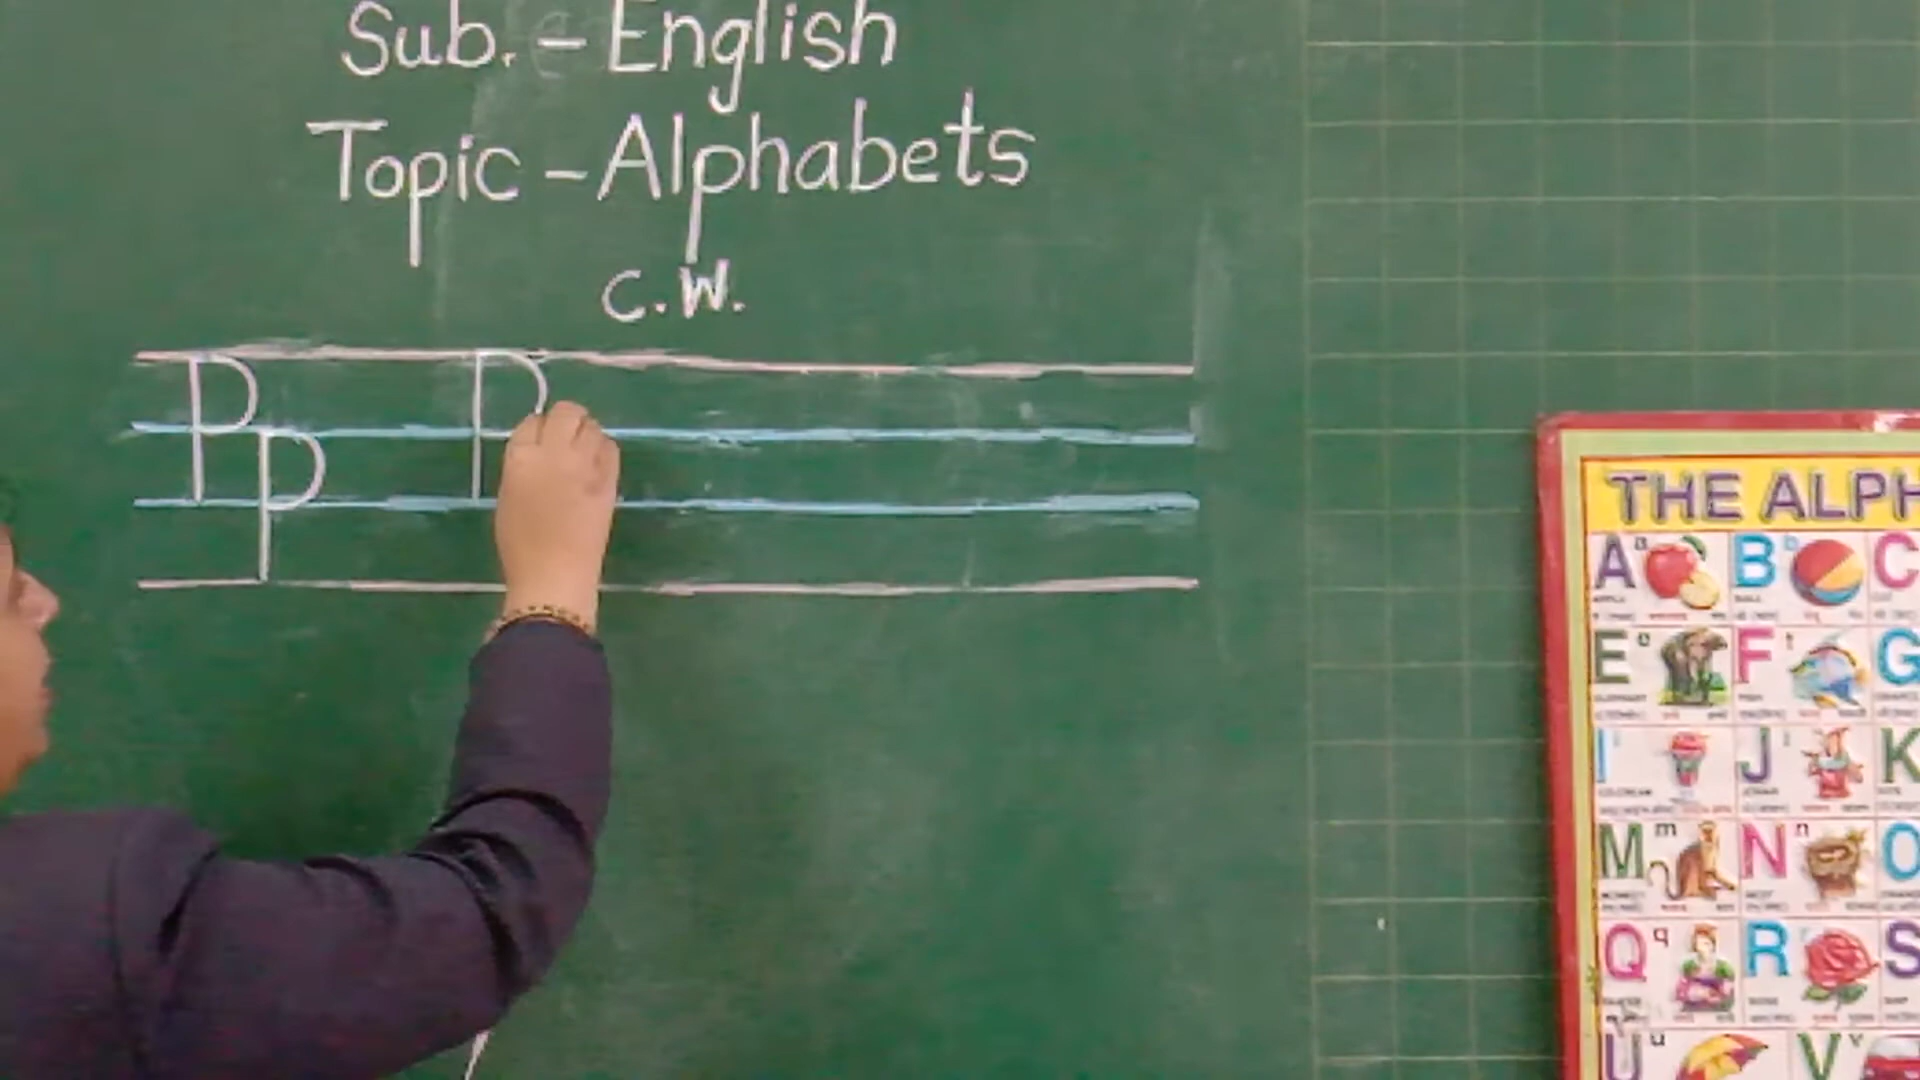 Sub. - English
Topic - Alphabets
C.W.
Pp P
THE ALPH
A a B b C
E e F f G
I J j K
M m N n O
Q q R S
U u V v